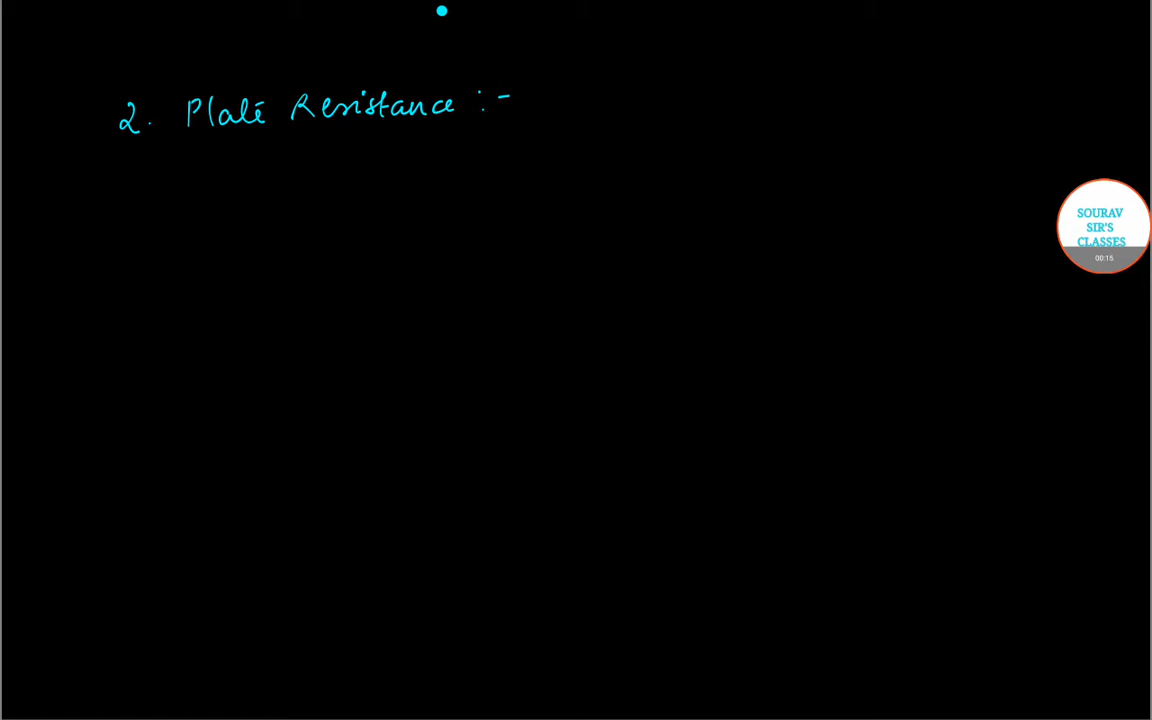 2. Plate Resistance :-
SOURAV
SIR'S
CLASSES
00:15